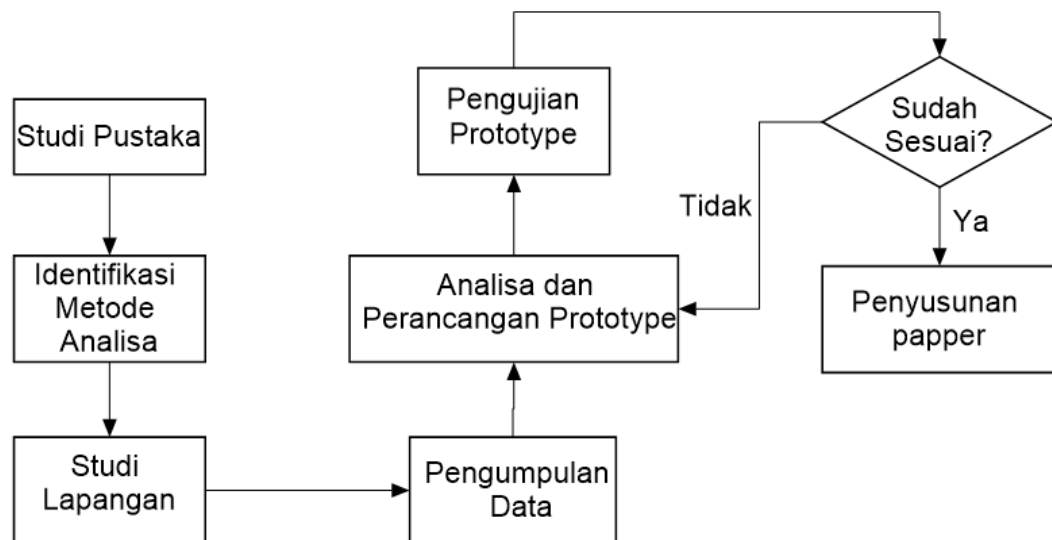 Studi Pustaka
Identifikasi
Metode
Analisa
Studi
Lapangan
Pengumpulan
Data
Analisa dan
Perancangan Prototype
Pengujian
Prototype
Sudah
Sesuai?
Tidak
Ya
Penyusunan
papper